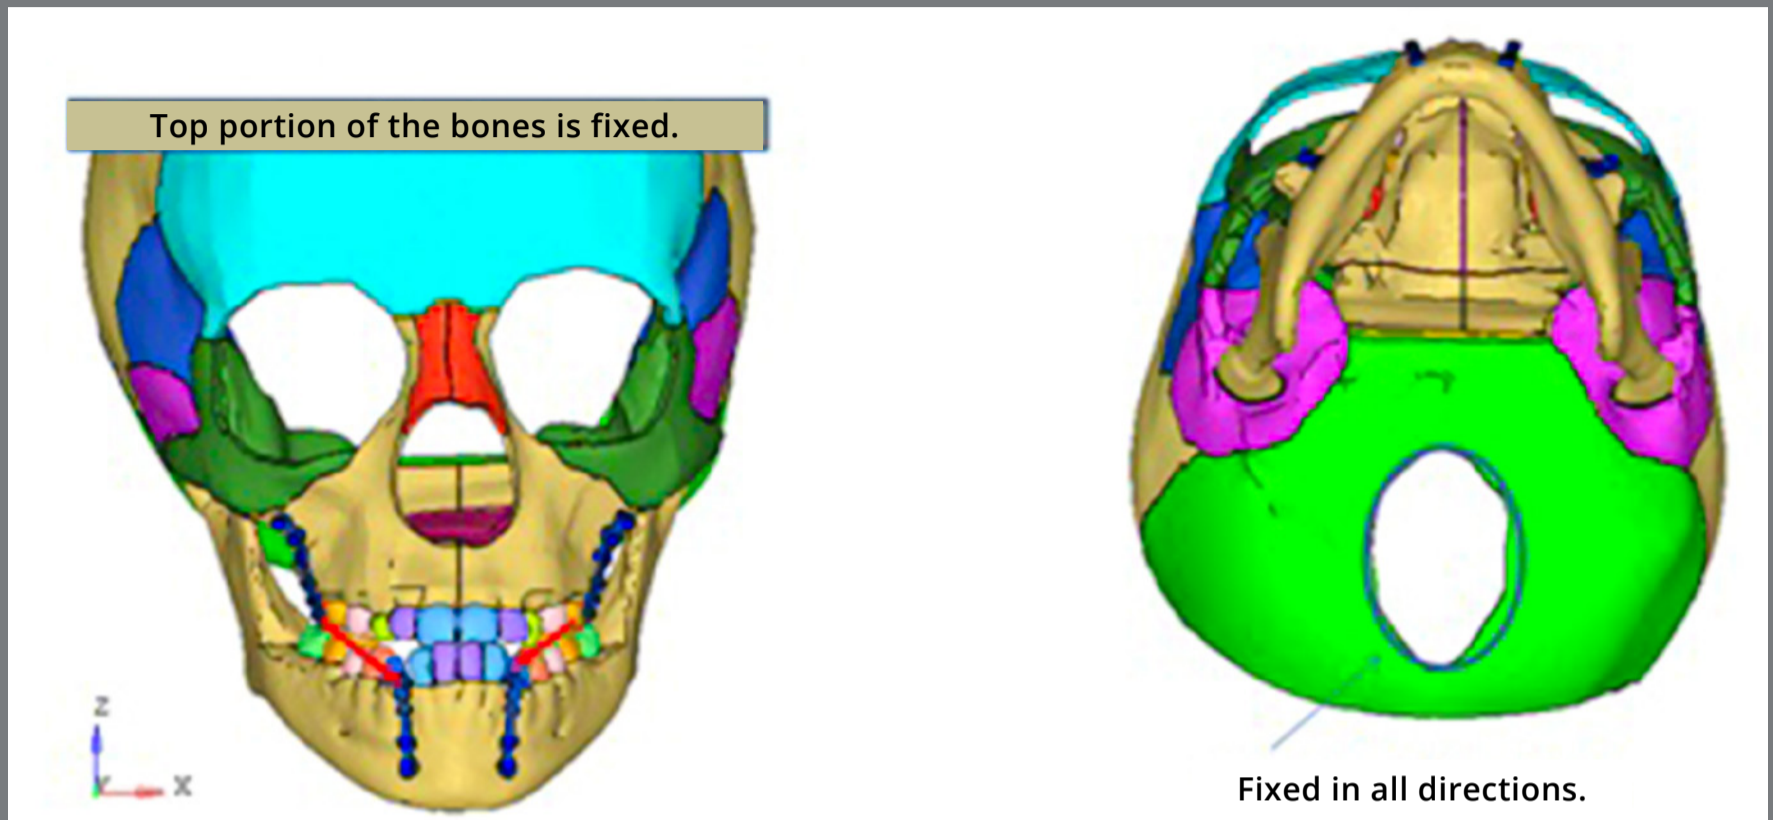 Top portion of the bones is fixed.
Z
Y
X
Fixed in all directions.